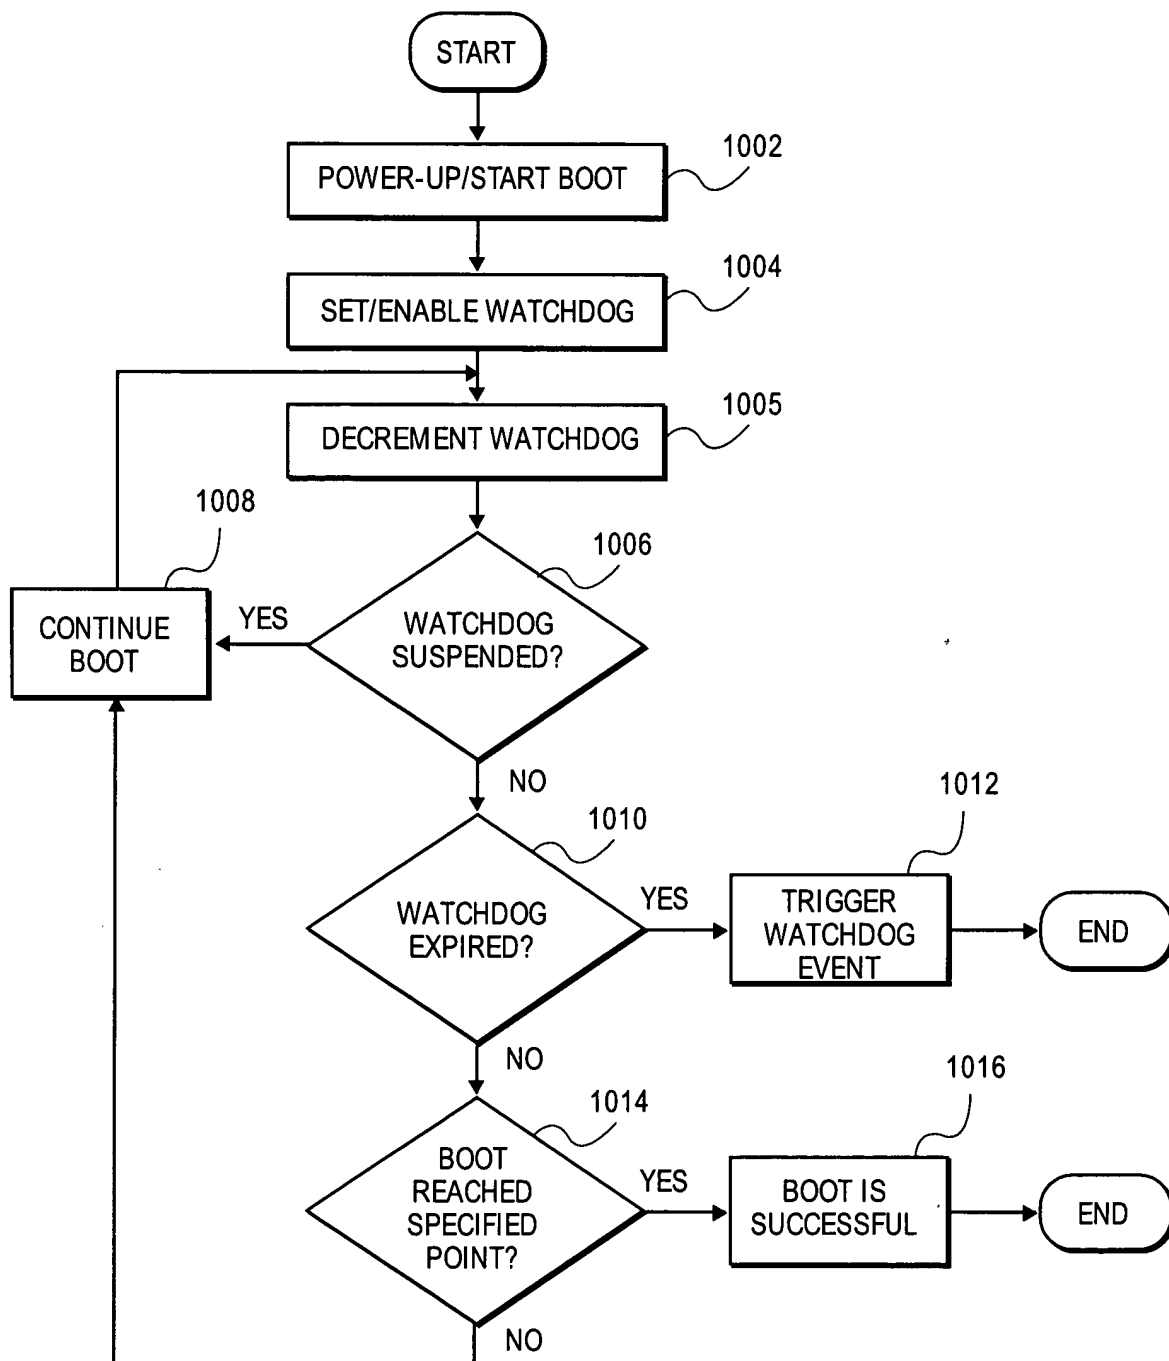 START
1002
POWER-UP/START BOOT
1004
SET/ENABLE WATCHDOG
1005
DECREMENT WATCHDOG
1008
1006
CONTINUE
BOOT
YES
WATCHDOG
SUSPENDED?
NO
1010
1012
WATCHDOG
EXPIRED?
YES
TRIGGER
WATCHDOG
EVENT
END
NO
1014
1016
BOOT
REACHED
SPECIFIED
POINT?
YES
BOOT IS
SUCCESSFUL
END
NO